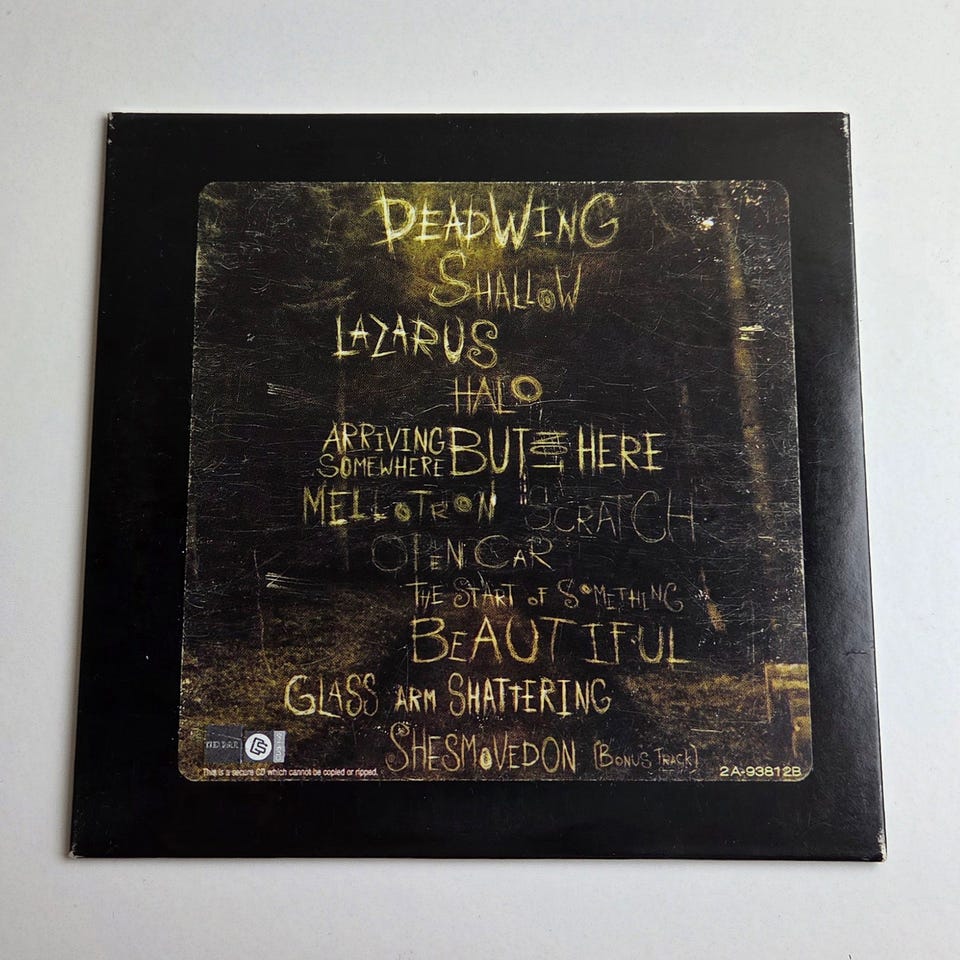 DEADWING
SHALLOW
LAZARUS
HALO
ARRIVING
SOMEWHERE BUT NOT HERE
MELLOTRON SCRATCH
OPEN CAR
THE START OF SOMETHING
BEAUTIFUL
GLASS ARM SHATTERING
SHESMOVEDON [BONUS TRACK]
This is a secure CD which cannot be copied or ripped.
2A-93812B